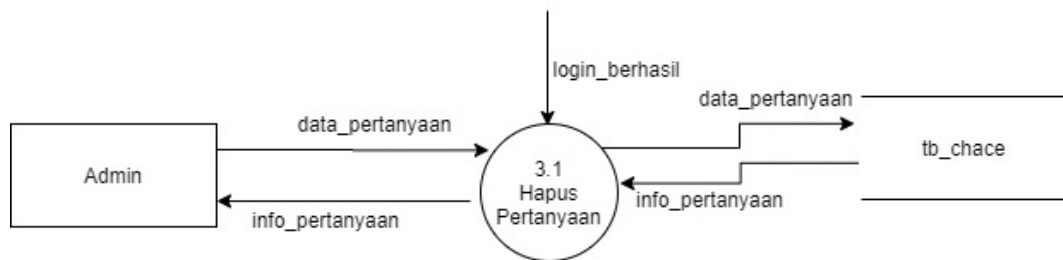 login_berhasil
data_pertanyaan
data_pertanyaan
Admin
3.1
Hapus
Pertanyaan
tb_chace
info_pertanyaan
info_pertanyaan